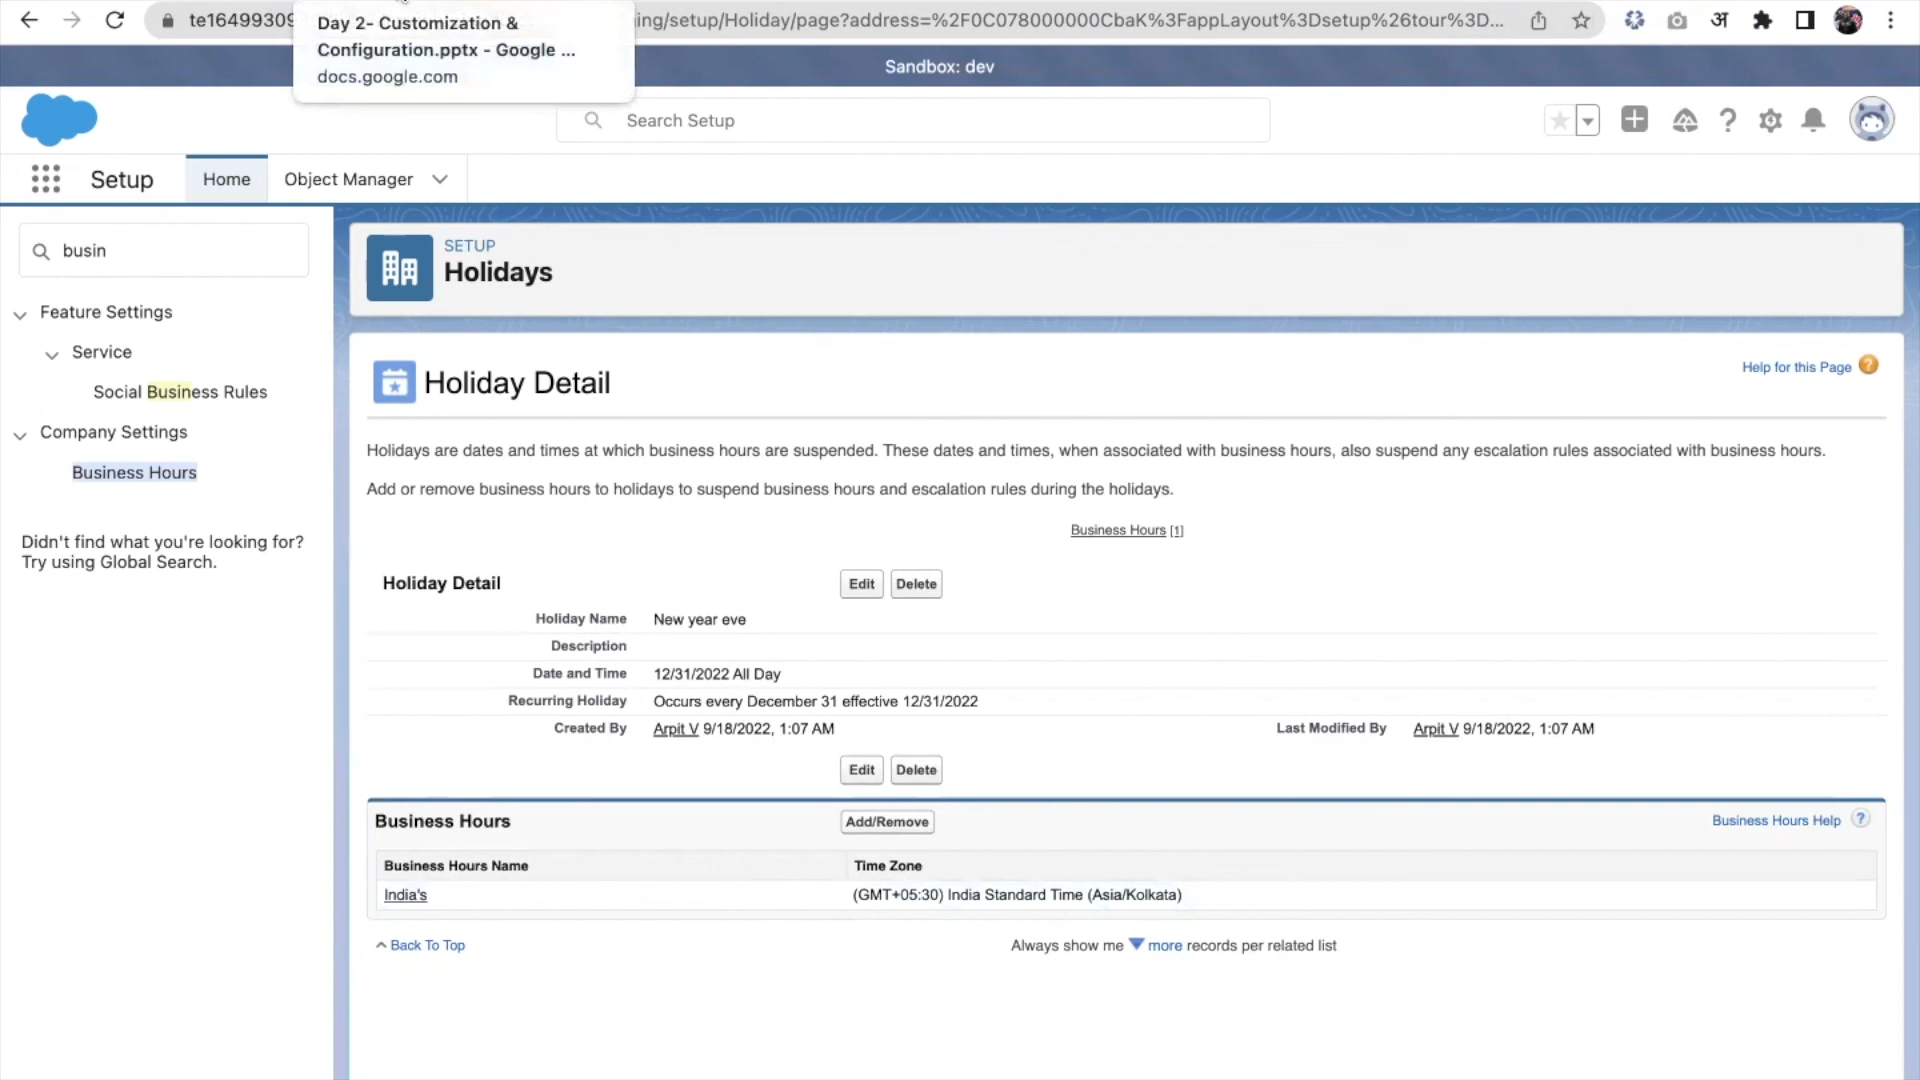 te1649930
ing/setup/Holiday/page?address=%2F0C078000000CbaK%3FappLayout%3Dsetup%26tour%3D...
अ
Day 2- Customization &
Configuration.pptx - Google ...
docs.google.com
Sandbox: dev
Search Setup
Setup
Home
Object Manager
busin
Feature Settings
Service
Social Business Rules
Company Settings
Business Hours
Didn't find what you're looking for?
Try using Global Search.
SETUP
Holidays
Holiday Detail
Help for this Page ?
Holidays are dates and times at which business hours are suspended. These dates and times, when associated with business hours, also suspend any escalation rules associated with business hours.
Add or remove business hours to holidays to suspend business hours and escalation rules during the holidays.
Business Hours [1]
Holiday Detail
Edit Delete
Holiday Name New year eve
Description
Date and Time 12/31/2022 All Day
Recurring Holiday Occurs every December 31 effective 12/31/2022
Created By Arpit V 9/18/2022, 1:07 AM
Last Modified By Arpit V 9/18/2022, 1:07 AM
Edit Delete
Business Hours
Add/Remove
Business Hours Help ?
Business Hours Name Time Zone
India's (GMT+05:30) India Standard Time (Asia/Kolkata)
Back To Top
Always show me more records per related list